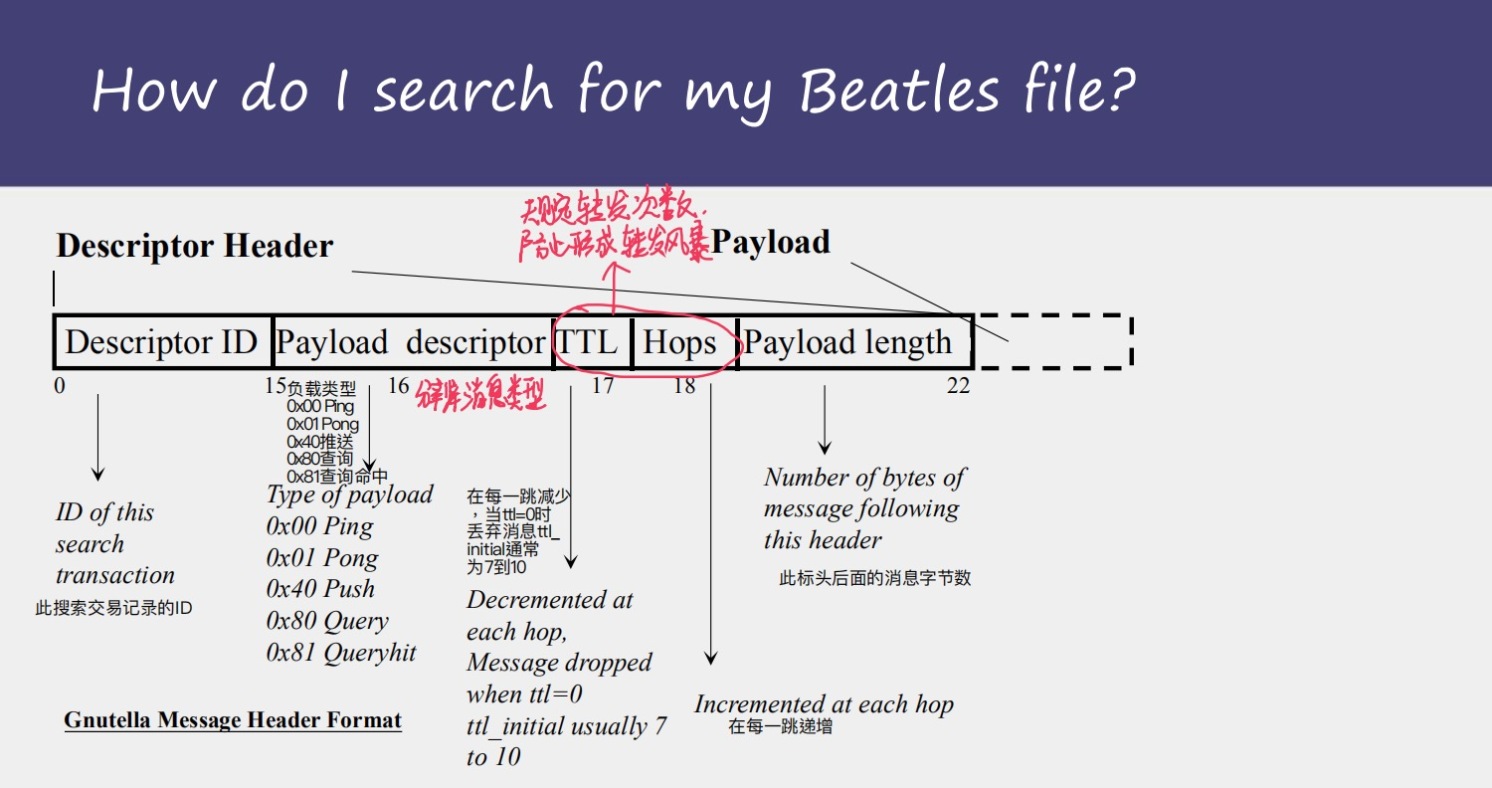 How do I search for my Beatles file?
转发次数,
防止形成转发风暴
Descriptor Header
Payload
Descriptor ID
Payload descriptor
TTL
Hops
Payload length
0
15
16
17
18
22
消息类型
负载类型
0x00 Ping
0x01 Pong
0x40推送
0x80查询
0x81查询命中
ID of this
search
transaction
此搜索交易记录的ID
Type of payload
0x00 Ping
0x01 Pong
0x40 Push
0x80 Query
0x81 Queryhit
在每一跳减少
，当ttl=0时
丢弃消息ttl_
initial通常
为7到10
Decremented at
each hop,
Message dropped
when ttl=0
ttl_initial usually 7
to 10
Incremented at each hop
在每一跳递增
Number of bytes of
message following
this header
此标头后面的消息字节数
Gnutella Message Header Format